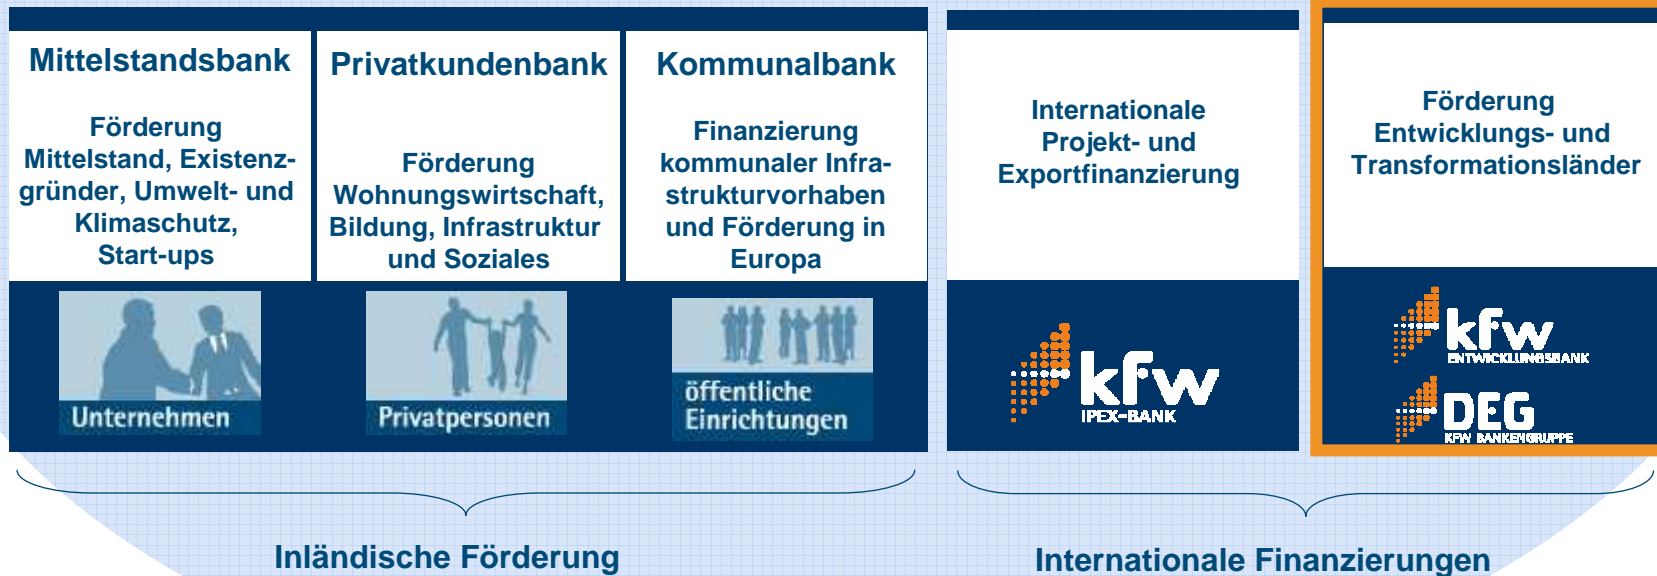 Mittelstandsbank
Förderung
Mittelstand, Existenz-
gründer, Umwelt- und
Klimaschutz,
Start-ups
Unternehmen
Privatkundenbank
Förderung
Wohnungswirtschaft,
Bildung, Infrastruktur
und Soziales
Privatpersonen
Kommunalbank
Finanzierung
kommunaler Infra-
strukturvorhaben
und Förderung in
Europa
öffentliche
Einrichtungen
Internationale
Projekt- und
Exportfinanzierung
kfw
IPEX-BANK
Förderung
Entwicklungs- und
Transformationsländer
kfw
ENTWICKLUNGSBANK
DEG
KFW BANKENGRUPPE
Inländische Förderung
Internationale Finanzierungen